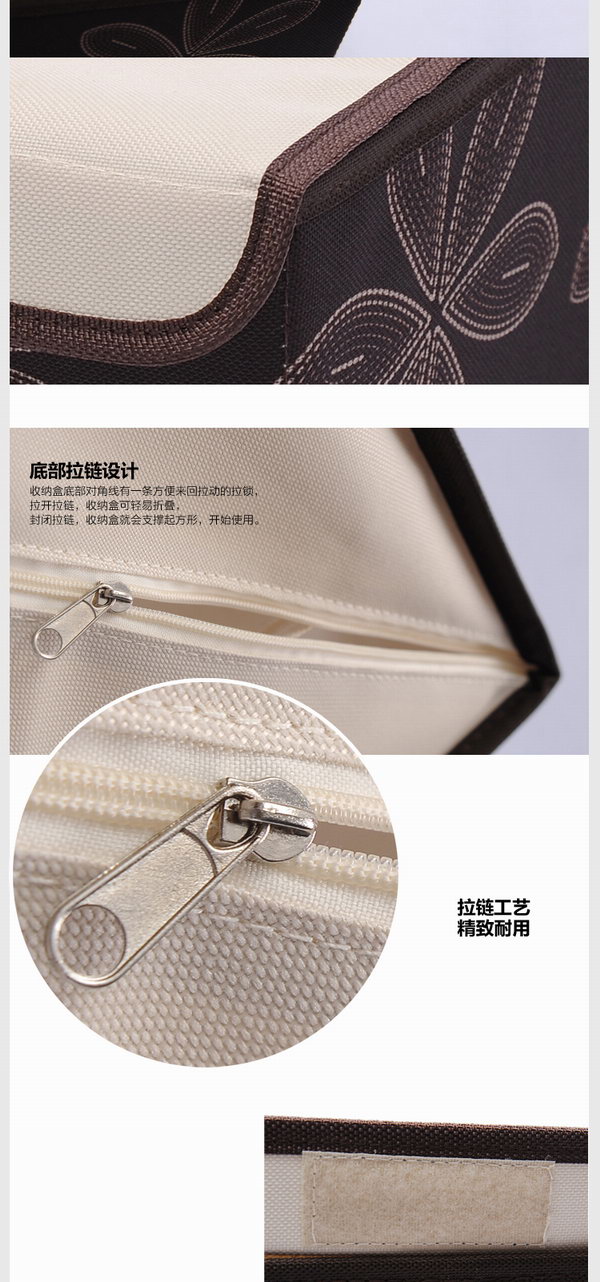 底部拉链设计
收纳盒底部对角线有一条方便来回拉动的拉锁，
拉开拉链，收纳盒可轻易折叠，
封闭拉链，收纳盒就会支撑起方形，开始使用。
拉链工艺
精致耐用